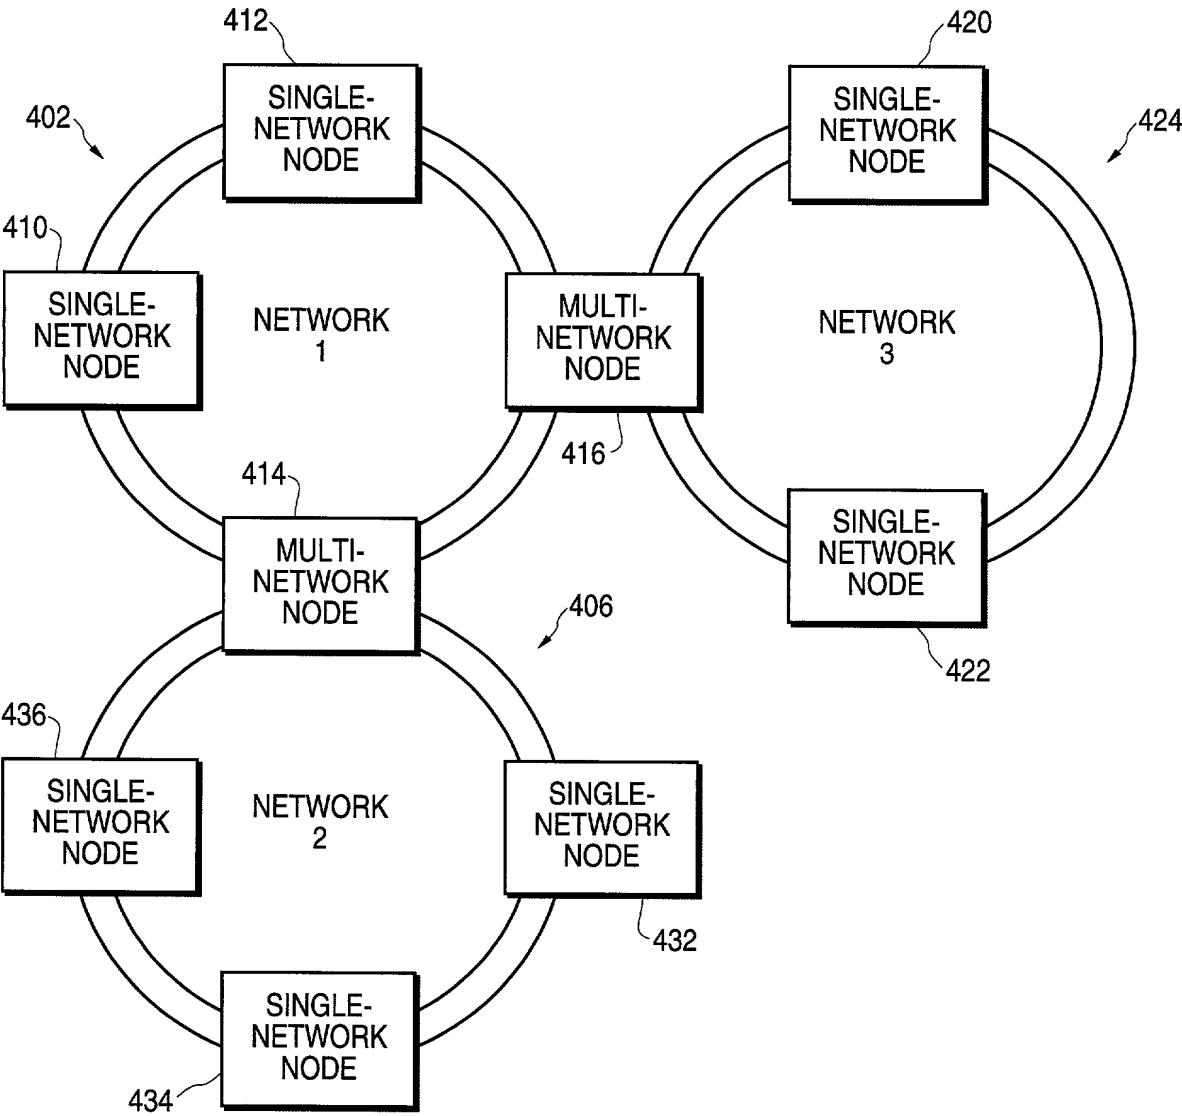 412
420
SINGLE-
NETWORK
NODE
SINGLE-
NETWORK
NODE
402
424
410
SINGLE-
NETWORK
NODE
NETWORK
1
MULTI-
NETWORK
NODE
NETWORK
3
416
414
MULTI-
NETWORK
NODE
SINGLE-
NETWORK
NODE
406
422
436
SINGLE-
NETWORK
NODE
NETWORK
2
SINGLE-
NETWORK
NODE
432
SINGLE-
NETWORK
NODE
434